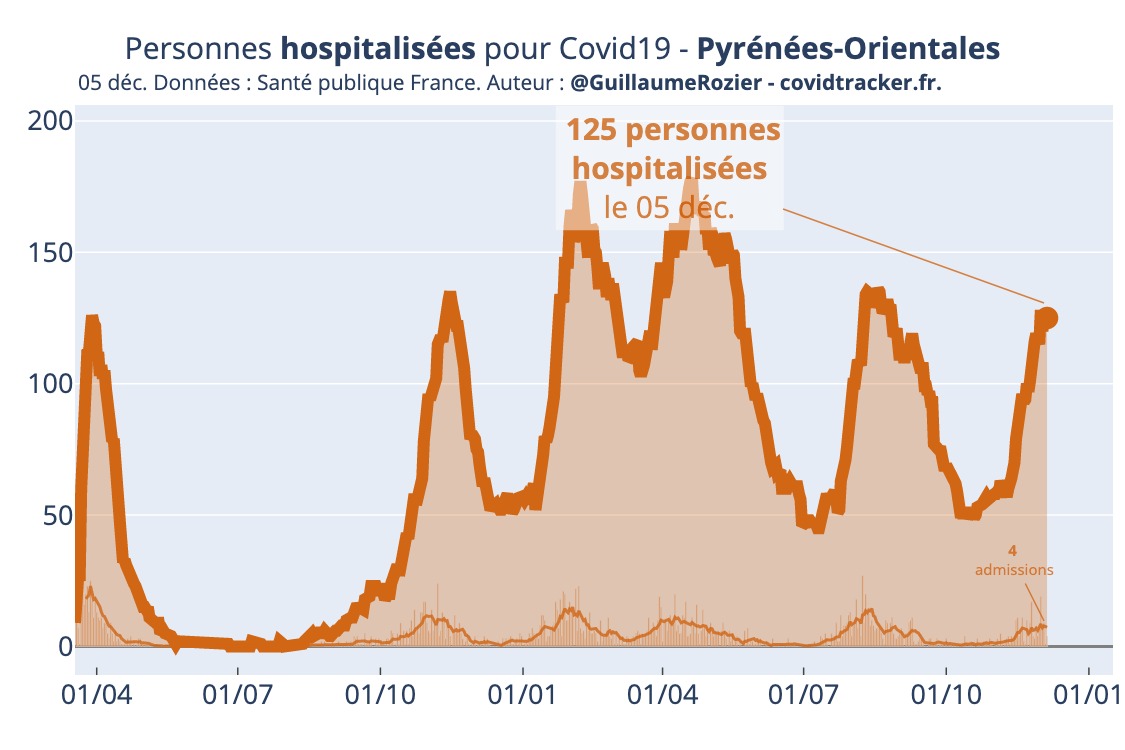 Personnes hospitalisées pour Covid19 - Pyrénées-Orientales
05 déc. Données : Santé publique France. Auteur : @GuillaumeRozier - covidtracker.fr.
200
125 personnes
hospitalisées
le 05 déc.
150
100
50
4
admissions
0
01/04 01/07 01/10 01/01 01/04 01/07 01/10 01/01